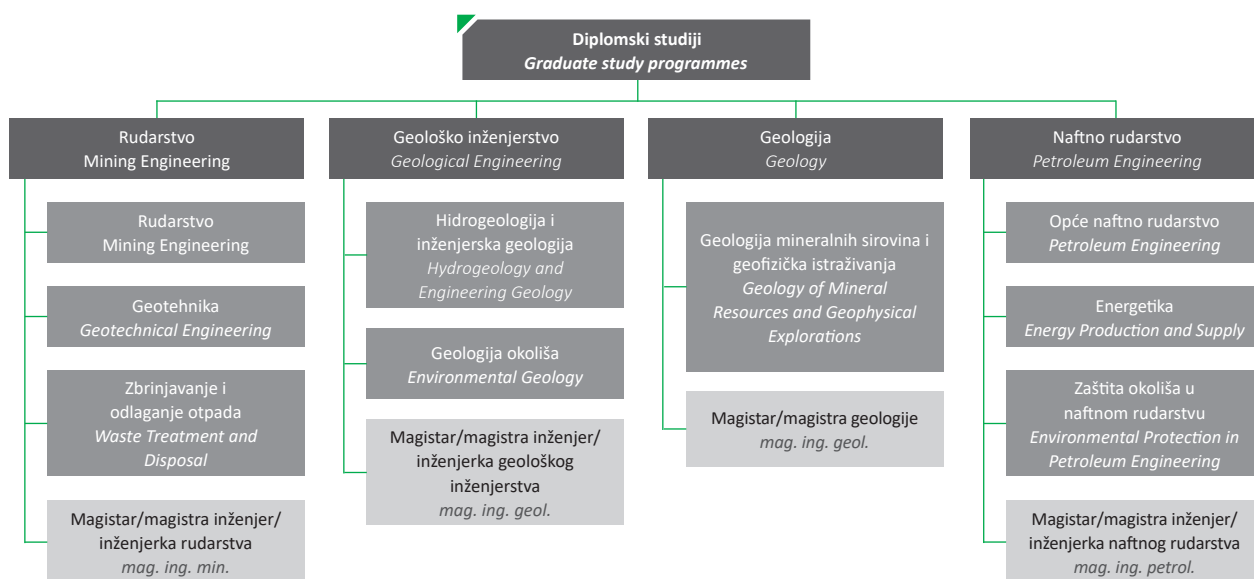 Diplomski studiji
Graduate study programmes
Rudarstvo
Mining Engineering
Rudarstvo
Mining Engineering
Geotehnika
Geotechnical Engineering
Zbrinjavanje i
odlaganje otpada
Waste Treatment and
Disposal
Magistar/magistra inženjer/
inženjerka rudarstva
mag. ing. min.
Geološko inženjerstvo
Geological Engineering
Hidrogeologija i
inženjerska geologija
Hydrogeology and
Engineering Geology
Geologija okoliša
Environmental Geology
Magistar/magistra inženjer/
inženjerka geološkog
inženjerstva
mag. ing. geol.
Geologija
Geology
Geologija mineralnih sirovina i
geofizička istraživanja
Geology of Mineral
Resources and Geophysical
Explorations
Magistar/magistra geologije
mag. ing. geol.
Naftno rudarstvo
Petroleum Engineering
Opće naftno rudarstvo
Petroleum Engineering
Energetika
Energy Production and Supply
Zaštita okoliša u
naftnom rudarstvu
Environmental Protection in
Petroleum Engineering
Magistar/magistra inženjer/
inženjerka naftnog rudarstva
mag. ing. petrol.